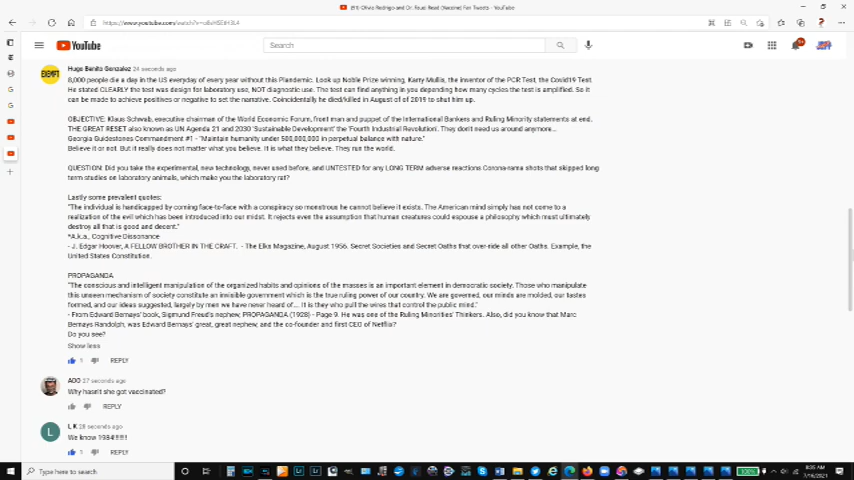 (51) Olivia Rodrigo and Dr. Fauci Read (Vaccine) Fan Tweets - YouTube
YouTube
Search
Hugo Benito Gonzalez 24 seconds ago
8,000 people die a day in the US everyday of every year without this Plandemic. Look up Noble Prize winning, Karry Mullis, the inventor of the PCR Test, the Covid19 Test.
He stated CLEARLY the test was design for laboratory use, NOT diagnostic use. The test can find anything in you depending how many cycles the test is amplified. So it
can be made to achieve positives or negative to set the narrative. Coincidently he died/killed in August of of 2019 to shut him up.
OBJECTIVE: Klaus Schwab, executive chairman of the World Economic Forum, front man and puppet of the International Bankers and Ruling Minority statements at end.
THE GREAT RESET also known as UN Agenda 21 and 2030 'Sustainable Development' the 'Fourth Industrial Revolution'. They don't need us around anymore...
Georgia Guidestones Commandment #1 - "Maintain humanity under 500,000,000 in perpetual balance with nature."
Believe it or not. But it really does not matter what you believe. It is what they believe. They run the world.
QUESTION: Did you take the experimental, new technology, never used before, and UNTESTED for any LONG TERM adverse reactions Corona-rama shots that skipped long
term studies on laboratory animals, which make you the laboratory rat?
Lastly some prevalent quotes:
"The individual is handicapped by coming face-to-face with a conspiracy so monstrous he cannot believe it exists. The American mind simply has not come to a
realization of the evil which has been introduced into our midst. It rejects even the assumption that human creatures could espouse a philosophy which must ultimately
destroy all that is good and decent."
*A.k.a., Cognitive Dissonance
- J. Edgar Hoover, A FELLOW BROTHER IN THE CRAFT. - The Elks Magazine, August 1956. Secret Societies and Secret Oaths that over-ride all other Oaths. Example, the
United States Constitution.
PROPAGANDA
"The conscious and intelligent manipulation of the organized habits and opinions of the masses is an important element in democratic society. Those who manipulate
this unseen mechanism of society constitute an invisible government which is the true ruling power of our country. We are governed, our minds are molded, our tastes
formed, and our ideas suggested, largely by men we have never heard of.... It is they who pull the wires that control the public mind."
- From Edward Bernays' book, Sigmund Freud's nephew, PROPAGANDA (1928) - Page 9. He was one of the Ruling Minorities' Thinkers. Also, did you know that Marc
Bernays Randolph, was Edward Bernays' great, great nephew, and the co-founder and first CEO of Netflix?
Do you see?
Show less
1 REPLY
27 seconds ago
Why hasn't she got vaccinated?
REPLY
L
L K 28 seconds ago
We know 1984!!!!!!!
1 REPLY
Type here to search
100%
8:35 AM
7/16/2021